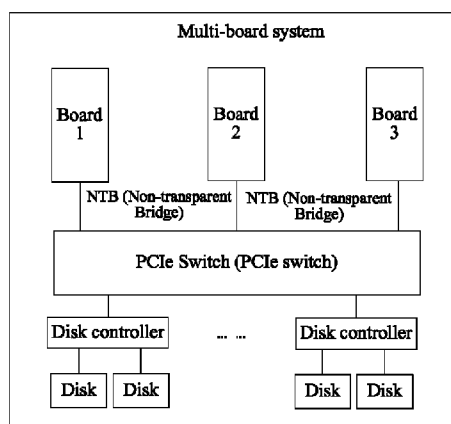 Multi-board system
Board
1
Board
2
Board
3
NTB (Non-transparent
Bridge)
NTB (Non-transparent
Bridge)
PCIe Switch (PCIe switch)
Disk controller
... ...
Disk controller
Disk
Disk
Disk
Disk